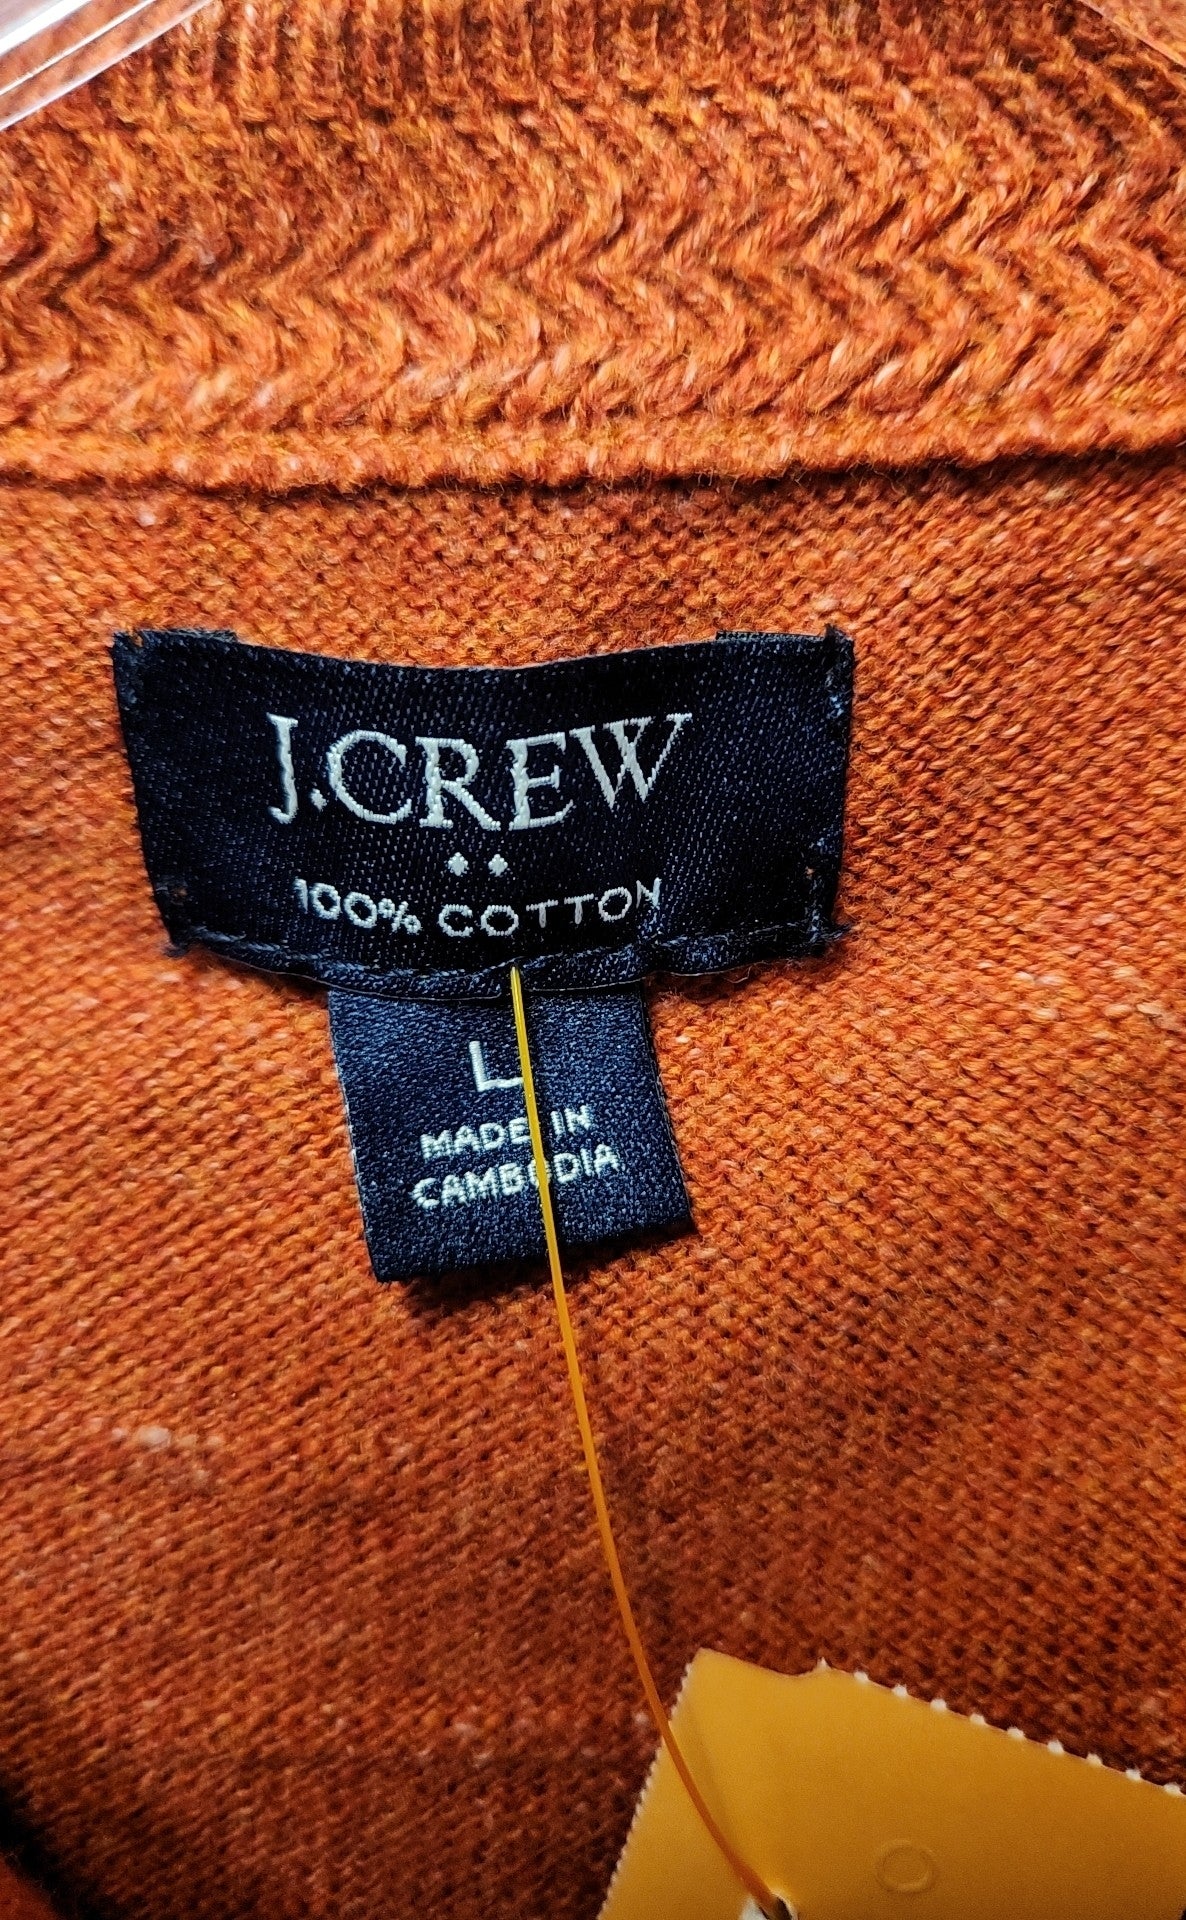 J.CREW
100% COTTON
L
MADE IN
CAMBODIA